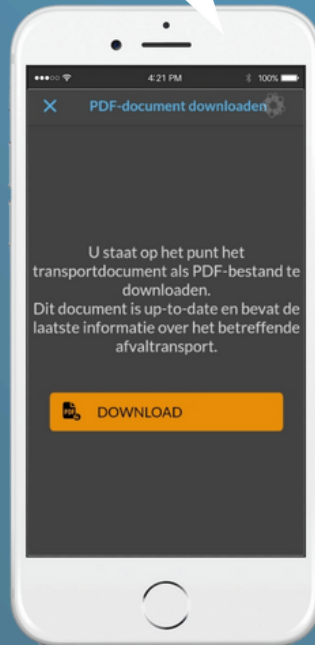 4:21 PM
100%
PDF-document downloaden
U staat op het punt het
transportdocument als PDF-bestand te
downloaden.
Dit document is up-to-date en bevat de
laatste informatie over het betreffende
afvaltransport.
PDF
DOWNLOAD